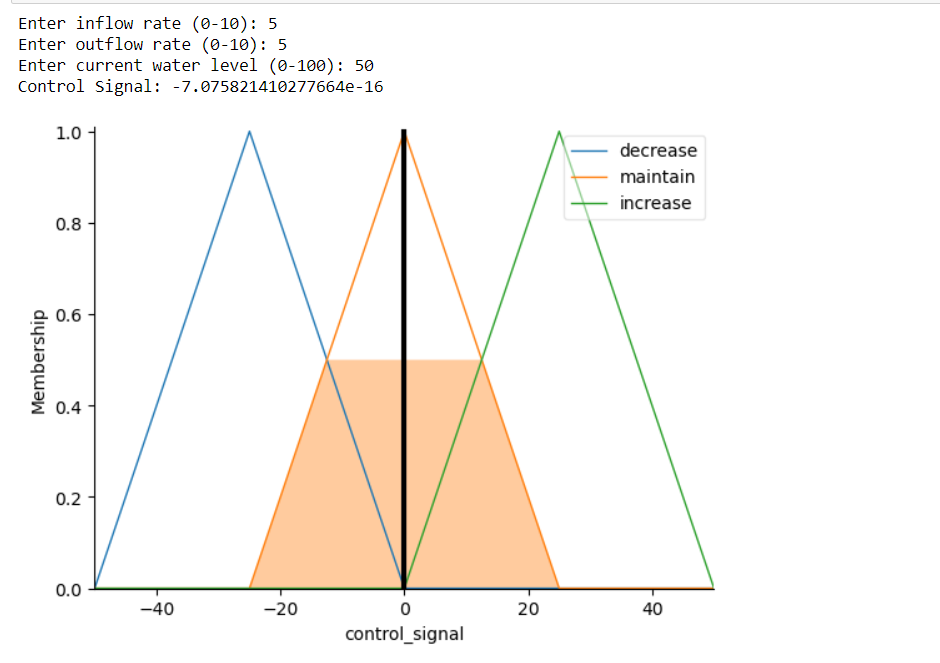 Enter inflow rate (0-10): 5
Enter outflow rate (0-10): 5
Enter current water level (0-100): 50
Control Signal: -7.075821410277664e-16
1.0
0.8
0.6
0.4
0.2
0.0
Membership
decrease
maintain
increase
−40
−20
0
20
40
control_signal